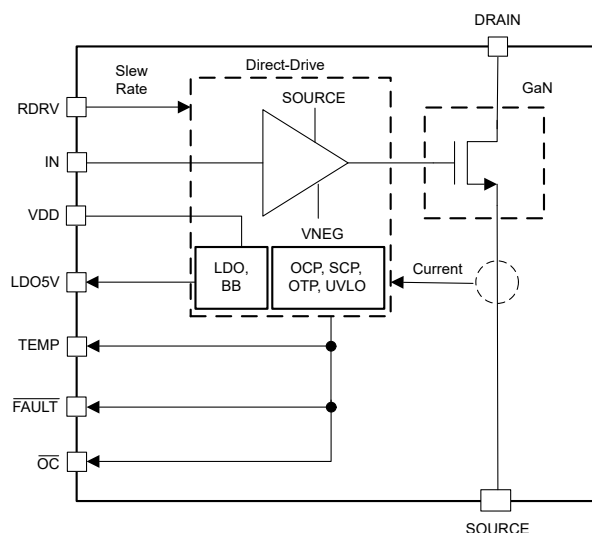 DRAIN
Slew
Rate
Direct-Drive
GaN
SOURCE
RDRV
IN
VDD
VNEG
LDO,
BB
OCP, SCP,
OTP, UVLO
Current
LDO5V
TEMP
FAULT
OC
SOURCE